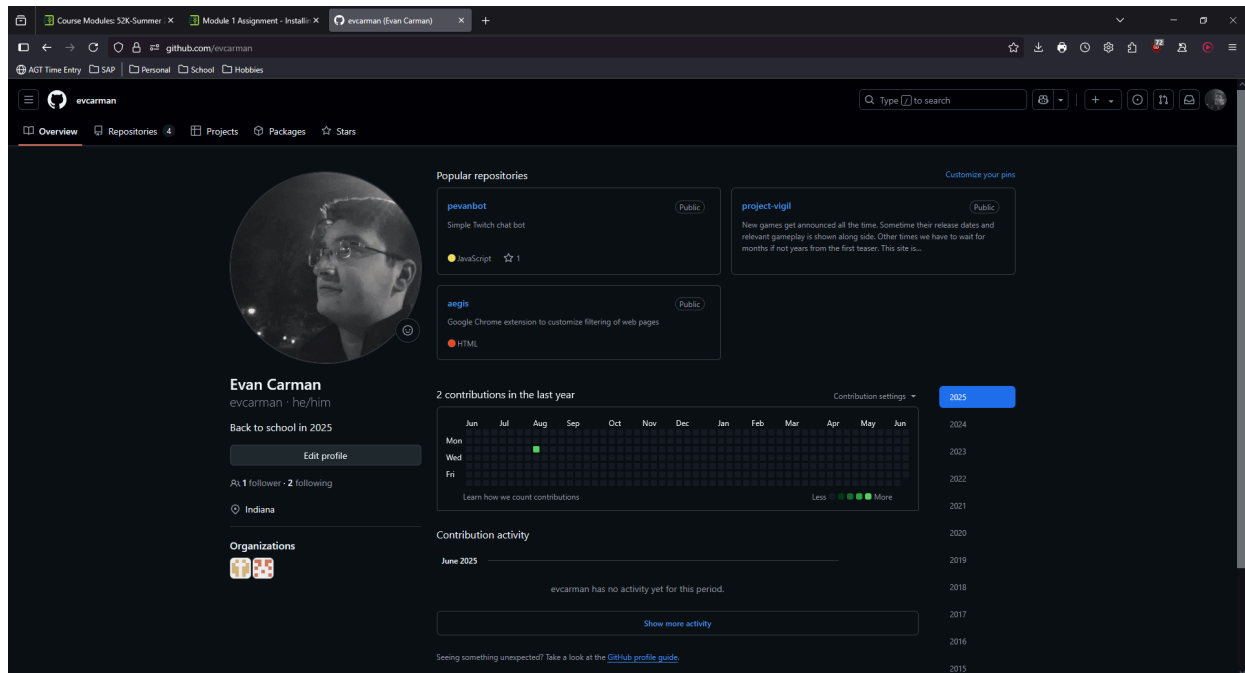 Course Modules: 52K-Summer
Module 1 Assignment - Installin
evcarman (Evan Carman)
github.com/evcarman
72
AGT Time Entry SAP Personal School Hobbies
evcarman
Type / to search
Overview Repositories 4 Projects Packages Stars
Popular repositories
Customize your pins
pevanbot Public
Simple Twitch chat bot
JavaScript 1
project-vigil Public
New games get announced all the time. Sometime their release dates and
relevant gameplay is shown along side. Other times we have to wait for
months if not years from the first teaser. This site is...
aegis Public
Google Chrome extension to customize filtering of web pages
HTML
Evan Carman
evcarman · he/him
Back to school in 2025
Edit profile
1 follower · 2 following
Indiana
Organizations
2 contributions in the last year
Contribution settings
Jun Jul Aug Sep Oct Nov Dec Jan Feb Mar Apr May Jun
Mon
Wed
Fri
Learn how we count contributions
Less More
Contribution activity
June 2025
evcarman has no activity yet for this period.
Show more activity
Seeing something unexpected? Take a look at the GitHub profile guide.
2025
2024
2023
2022
2021
2020
2019
2018
2017
2016
2015